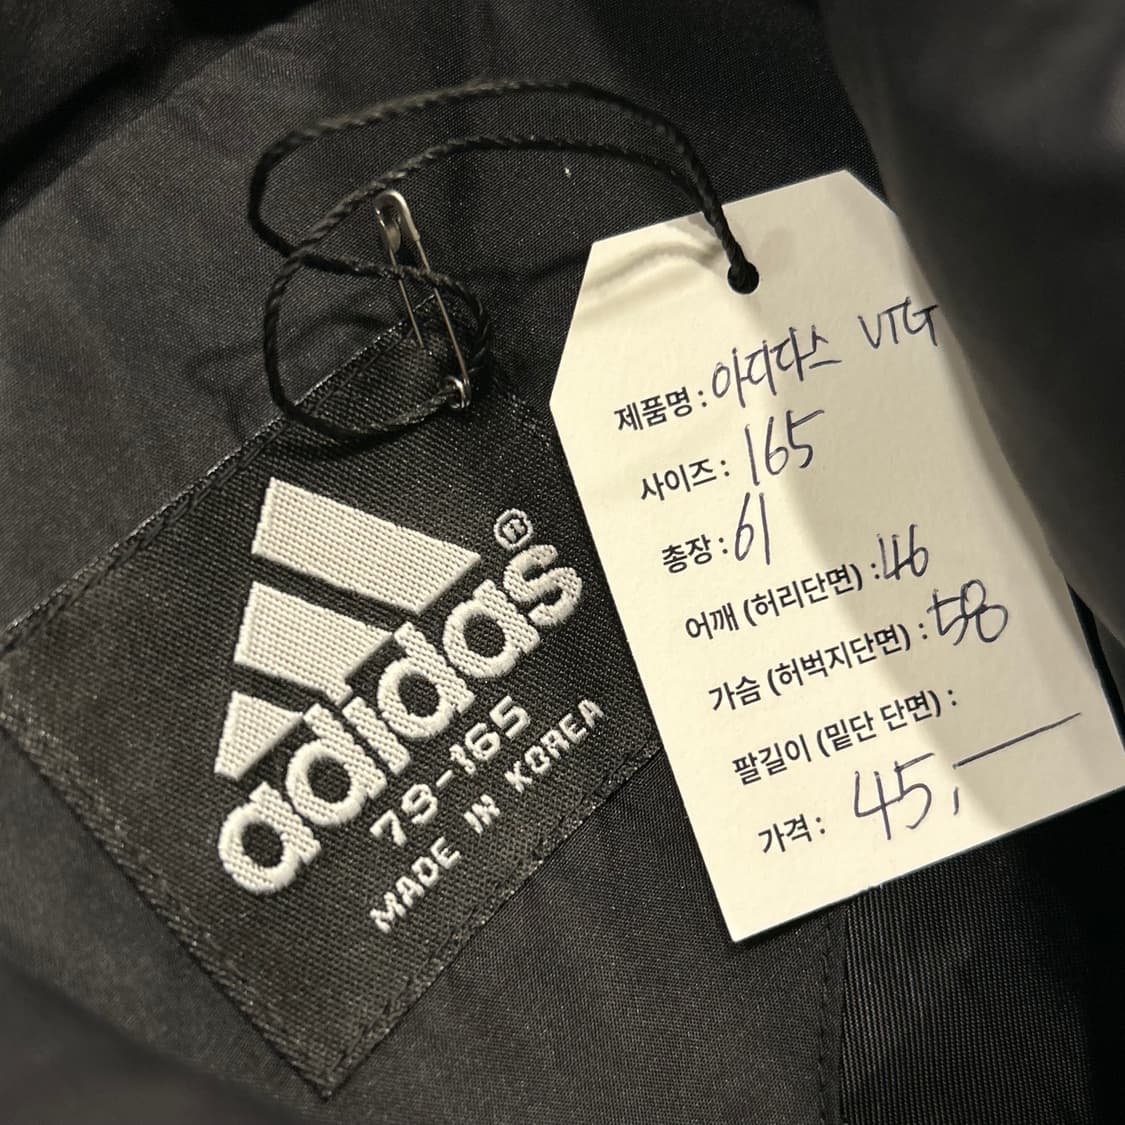 adidas®
79-165
MADE IN KOREA
제품명 : 아디다스 VTG
사이즈 : 165
총장 : 61
어깨 (허리단면) : 46
가슴 (허벅지단면) : 58
팔길이 (밑단 단면) :
가격 : 45,-